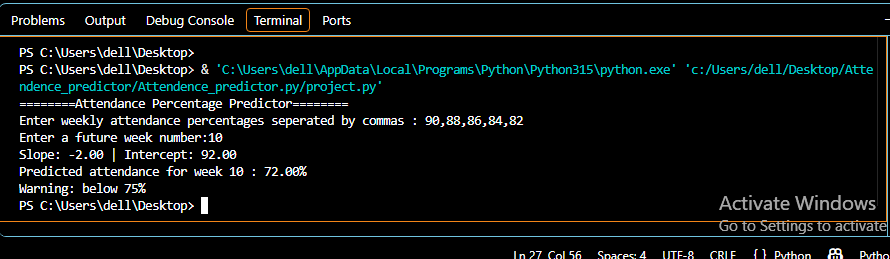 Problems Output Debug Console Terminal Ports
PS C:\Users\dell\Desktop>
PS C:\Users\dell\Desktop> & 'C:\Users\dell\AppData\Local\Programs\Python\Python315\python.exe' 'c:/Users/dell/Desktop/Atte
ndence_predictor/Attendence_predictor.py/project.py'
========Attendance Percentage Predictor========
Enter weekly attendance percentages seperated by commas : 90,88,86,84,82
Enter a future week number:10
Slope: -2.00 | Intercept: 92.00
Predicted attendance for week 10 : 72.00%
Warning: below 75%
PS C:\Users\dell\Desktop>
Activate Windows
Go to Settings to activate
Ln 27, Col 56 Spaces: 4 UTF-8 CRLF { } Python